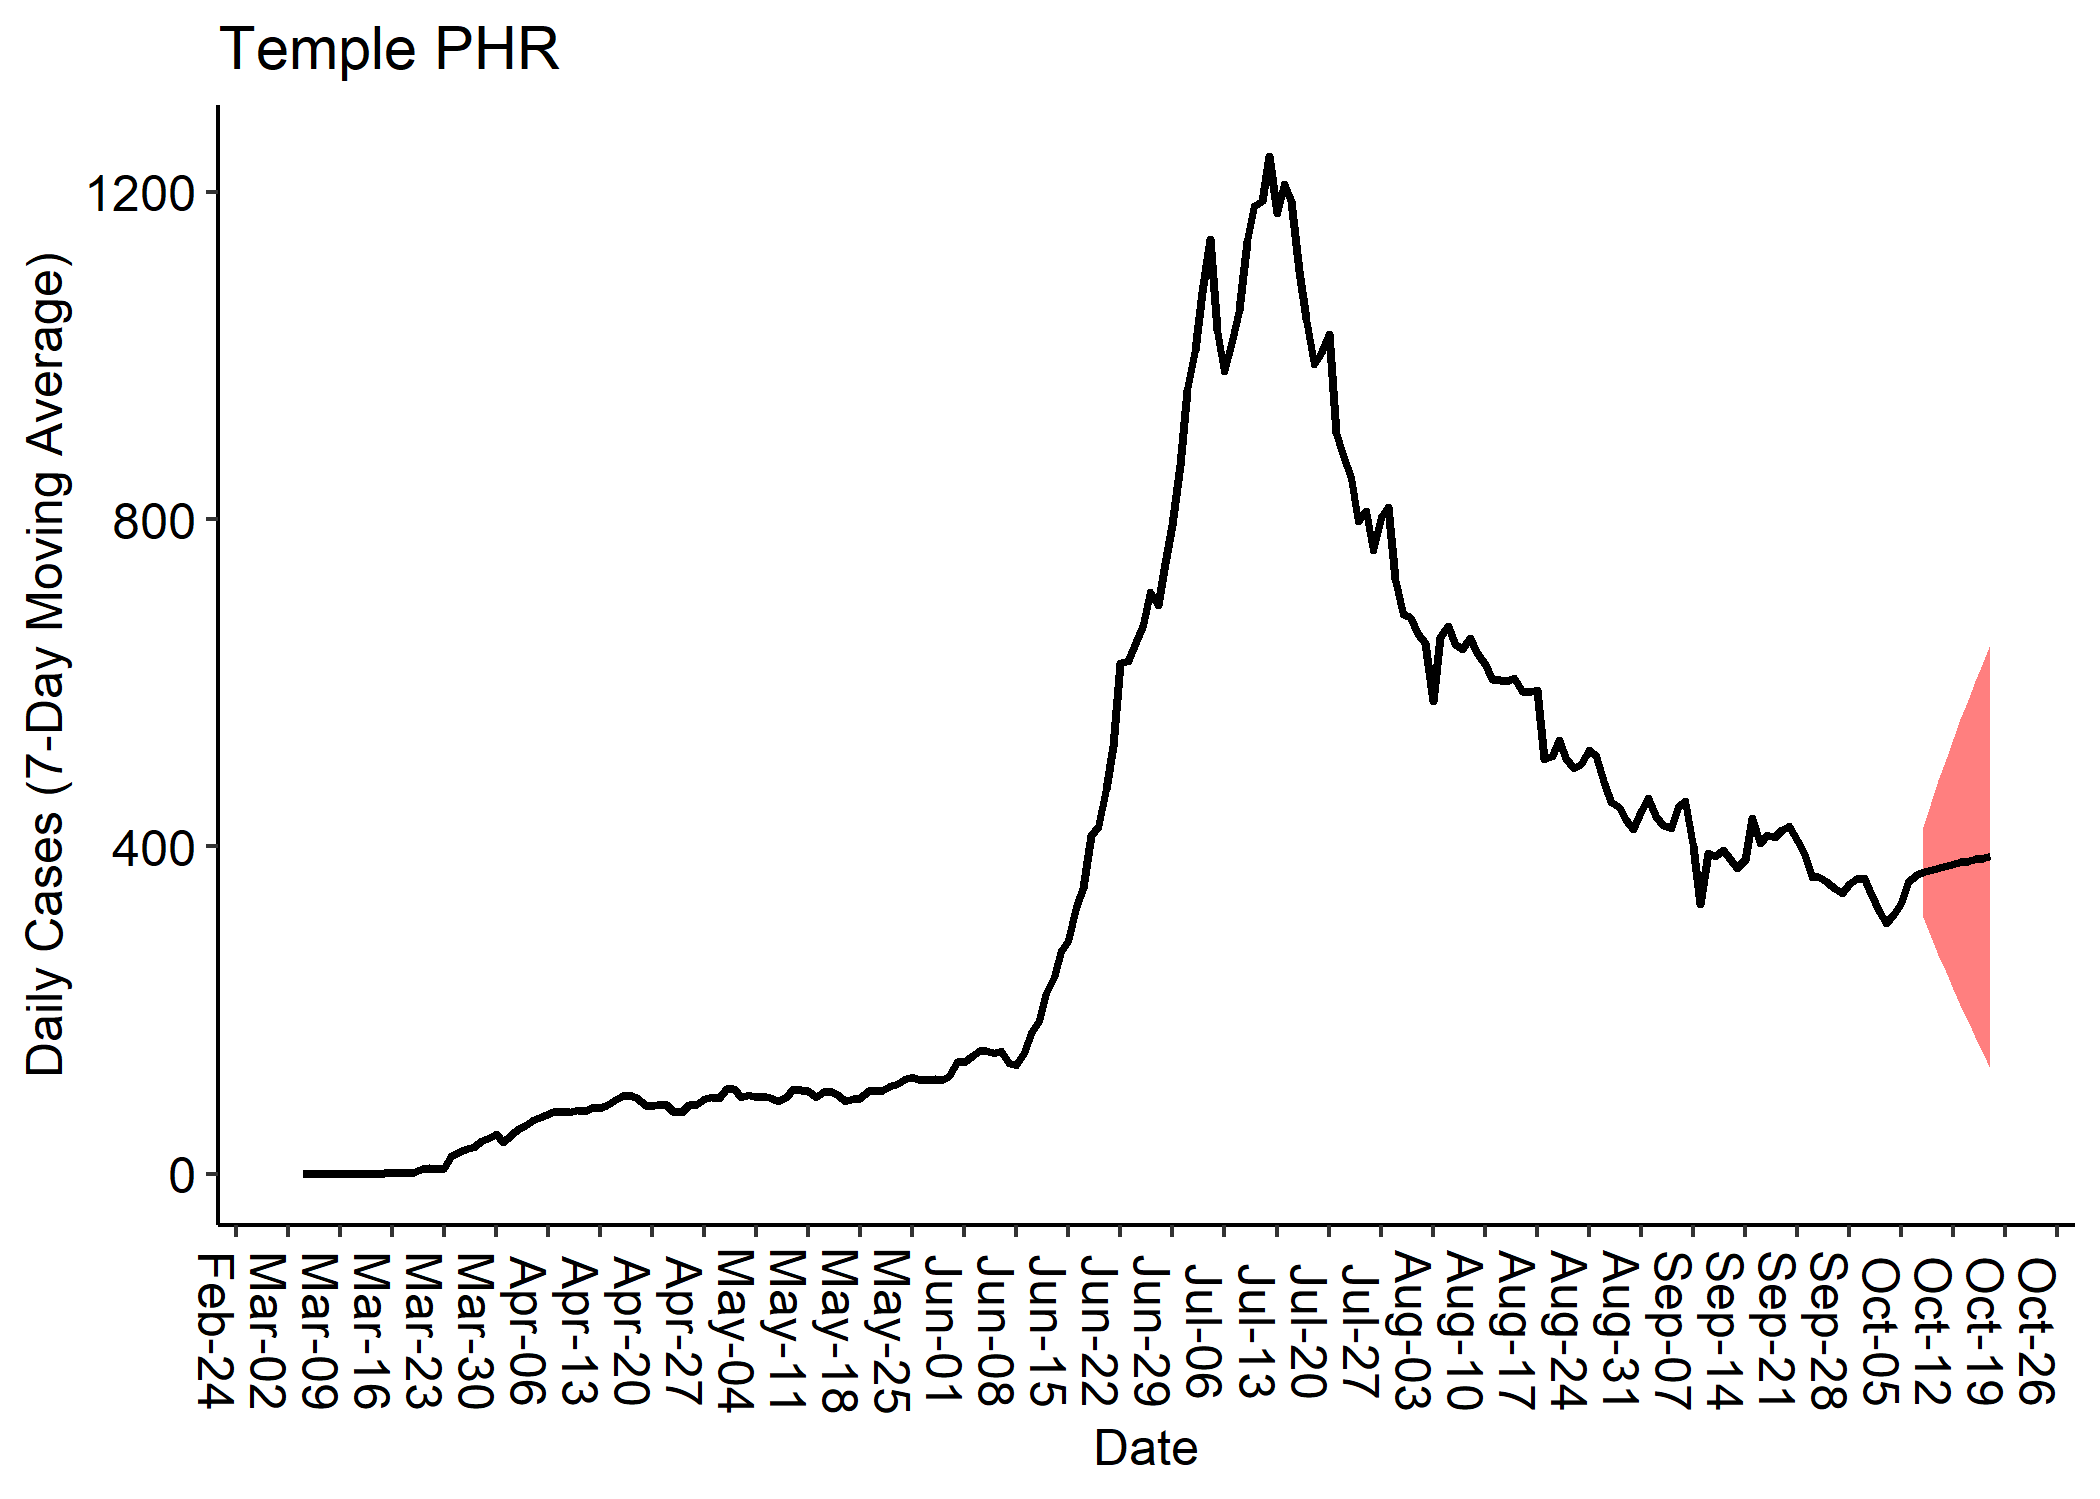 Temple PHR
Daily Cases (7-Day Moving Average)
1200
800
400
0
Feb-24
Mar-02
Mar-09
Mar-16
Mar-23
Mar-30
Apr-06
Apr-13
Apr-20
Apr-27
May-04
May-11
May-18
May-25
Jun-01
Jun-08
Jun-15
Jun-22
Jun-29
Jul-06
Jul-13
Jul-20
Jul-27
Aug-03
Aug-10
Aug-17
Aug-24
Aug-31
Sep-07
Sep-14
Sep-21
Sep-28
Oct-05
Oct-12
Oct-19
Oct-26
Date